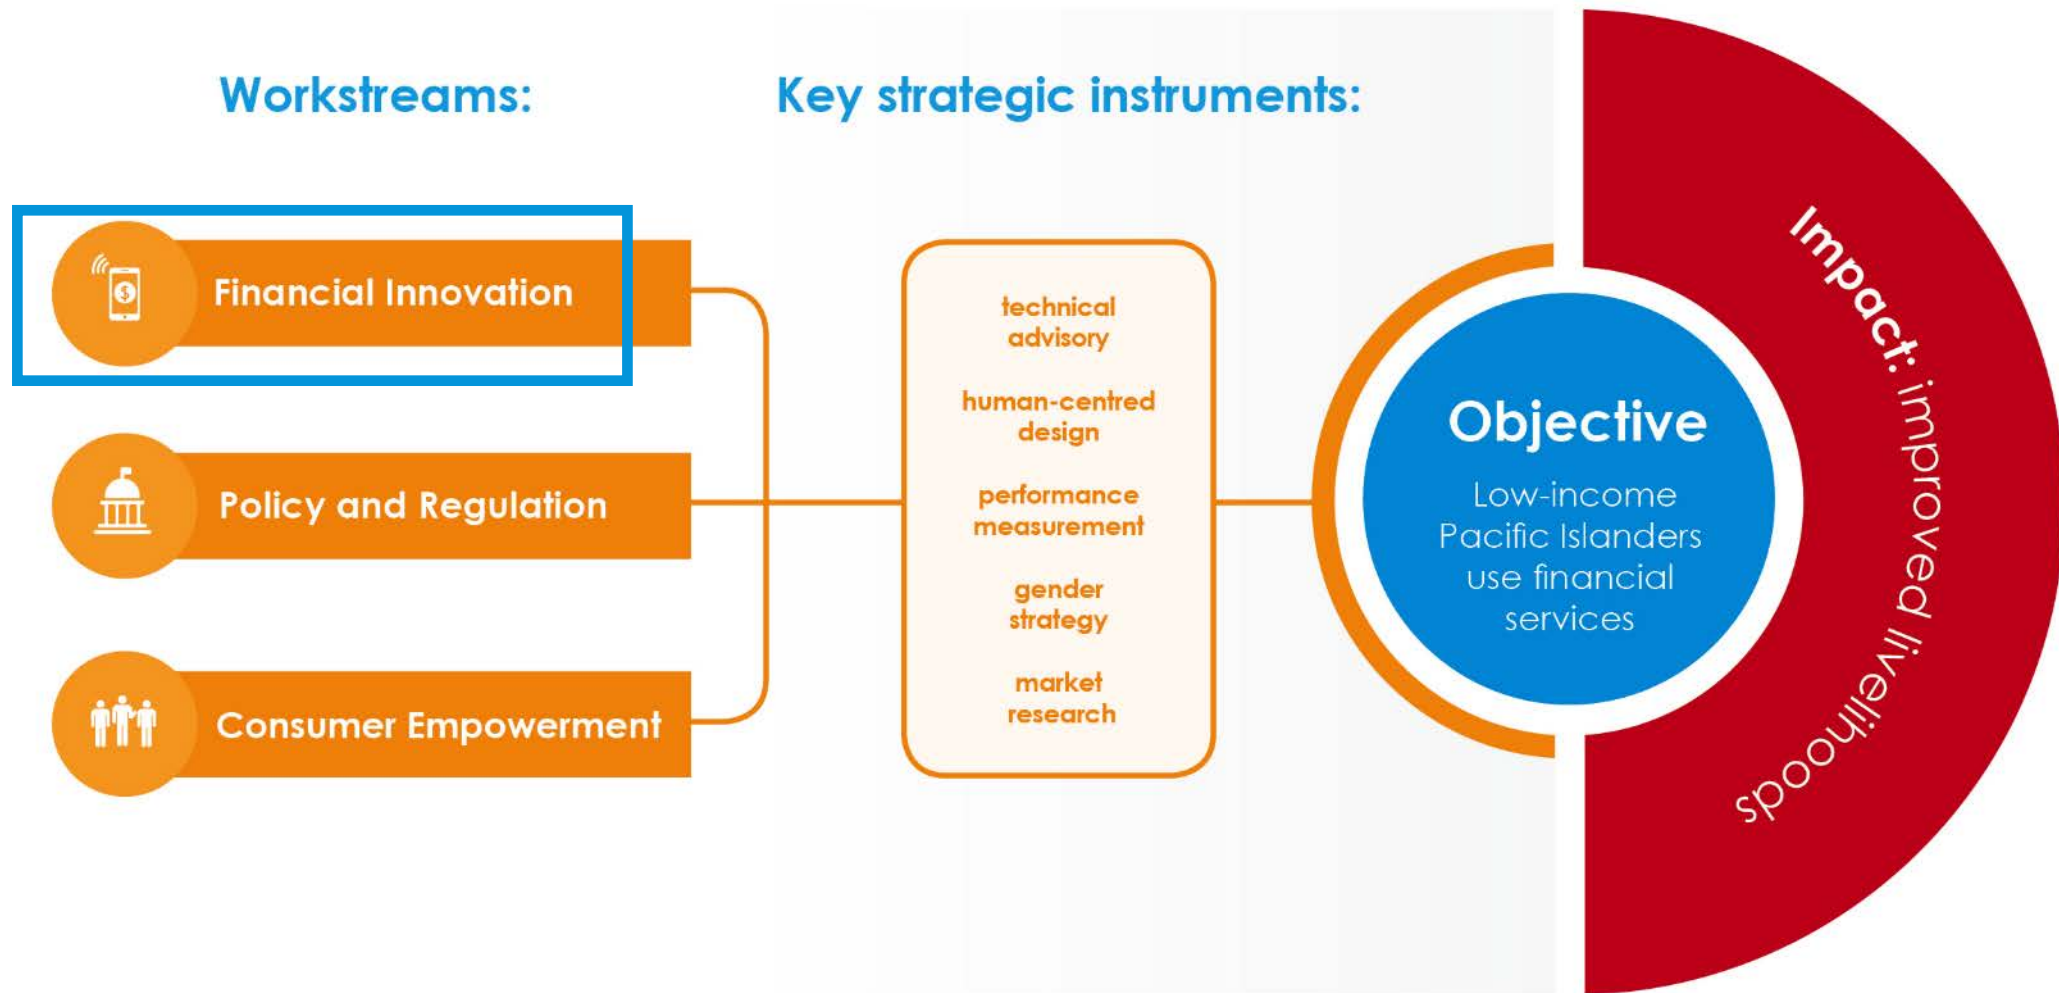 Workstreams:
Key strategic instruments:
Financial Innovation
Policy and Regulation
Consumer Empowerment
technical
advisory
human-centred
design
performance
measurement
gender
strategy
market
research
Objective
Low-income
Pacific Islanders
use financial
services
Impact: improved livelihoods